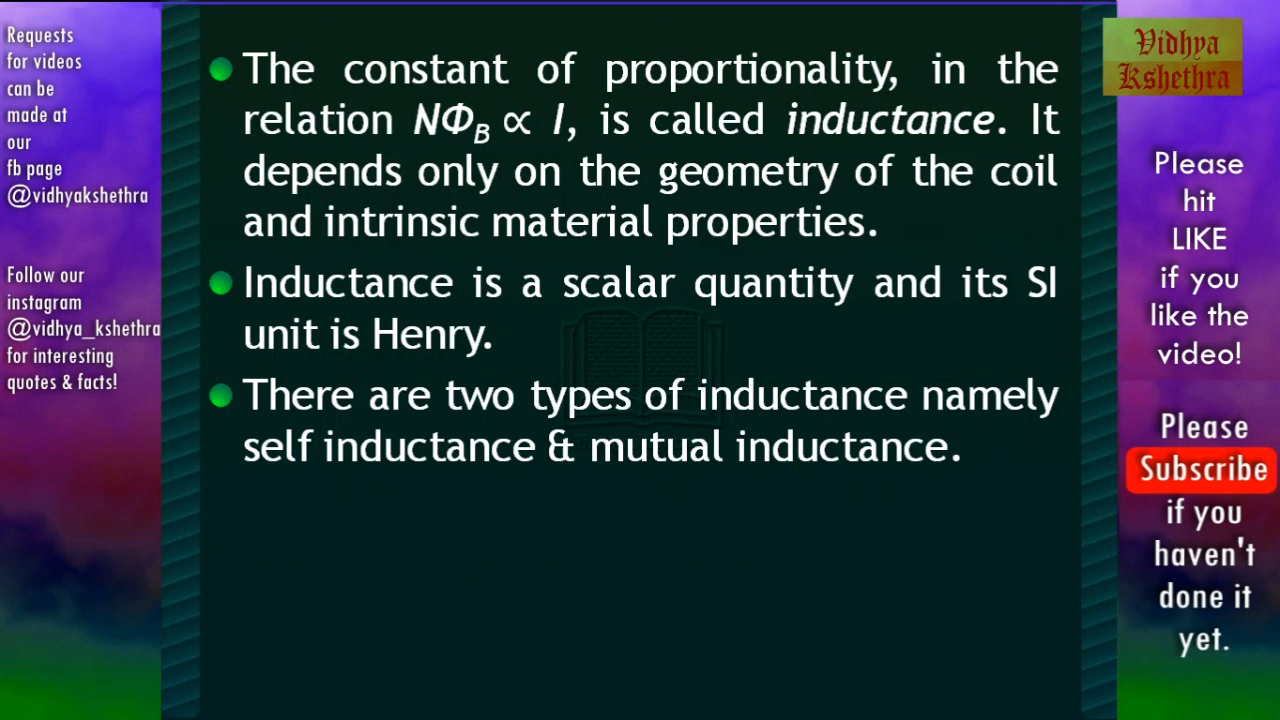 Requests
for videos
can be
made at
our
fb page
@vidhyakshethra
Follow our
instagram
@vidhya_kshethra
for interesting
quotes & facts!
The constant of proportionality, in the
relation NΦB ∝ I, is called inductance. It
depends only on the geometry of the coil
and intrinsic material properties.
Inductance is a scalar quantity and its SI
unit is Henry.
There are two types of inductance namely
self inductance & mutual inductance.
Vidhya
Kshethra
Please
hit
LIKE
if you
like the
video!
Please
Subscribe
if you
haven't
done it
yet.